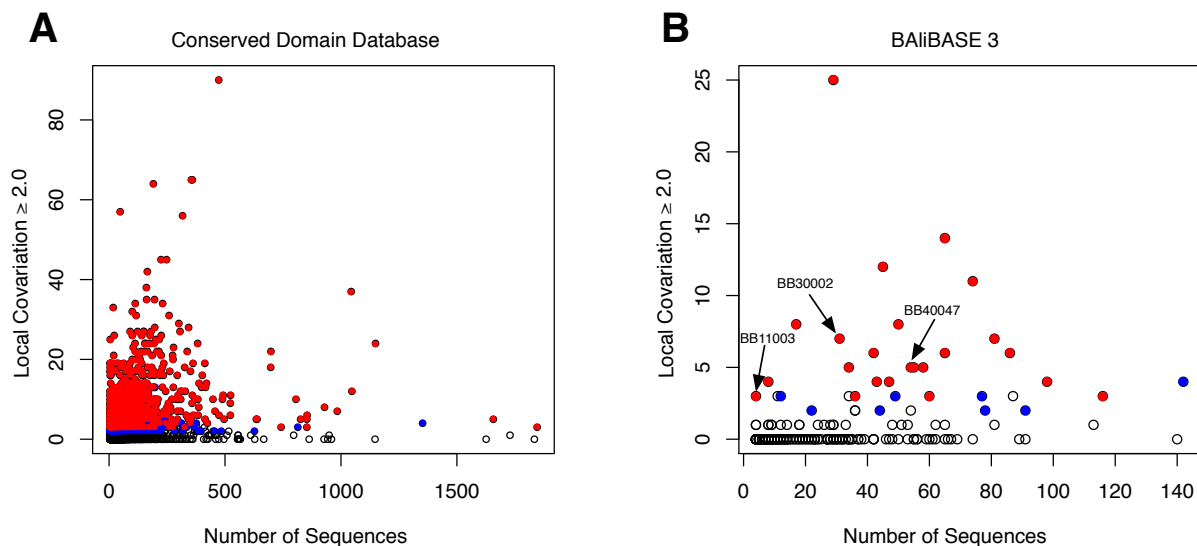 A
Conserved Domain Database
Local Covariation ≥ 2.0
80
60
40
20
0
0 500 1000 1500
Number of Sequences
B
BAliBASE 3
Local Covariation ≥ 2.0
25
20
15
10
5
0
BB30002
BB40047
BB11003
0 20 40 60 80 100 120 140
Number of Sequences